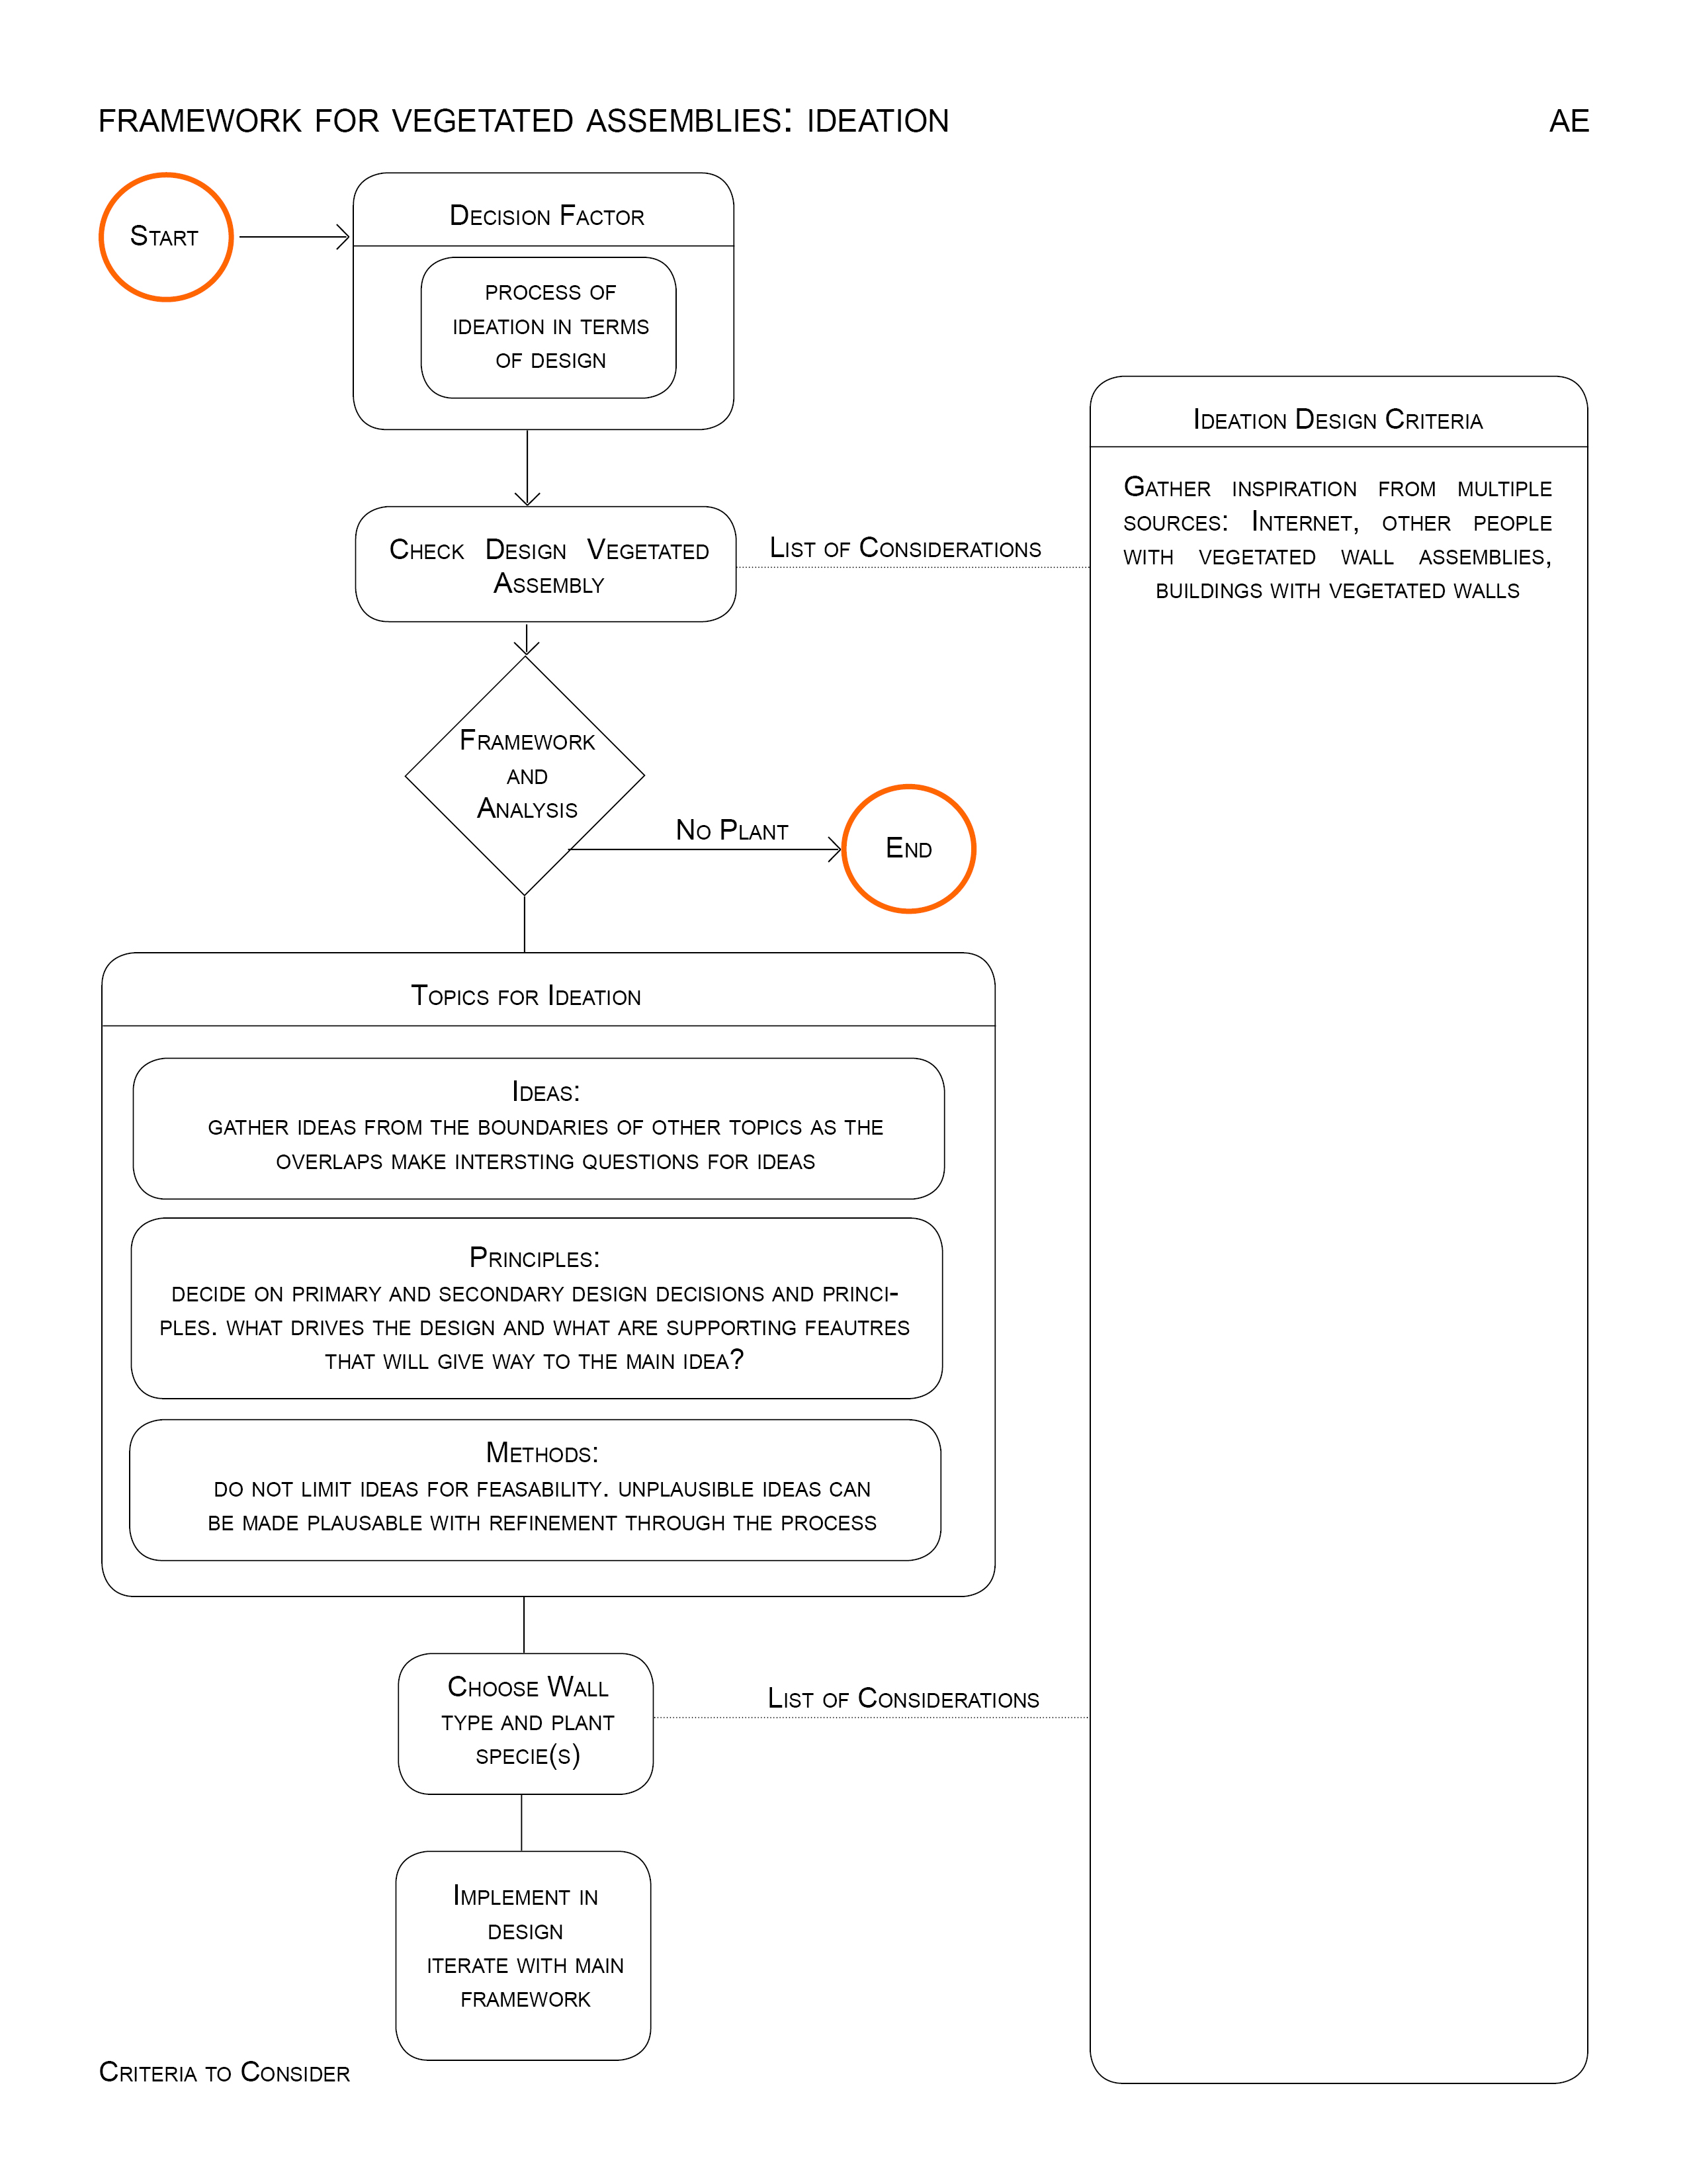 FRAMEWORK FOR VEGETATED ASSEMBLIES: IDEATION
AE
START
DECISION FACTOR
PROCESS OF
IDEATION IN TERMS
OF DESIGN
CHECK DESIGN VEGETATED
ASSEMBLY
LIST OF CONSIDERATIONS
IDEATION DESIGN CRITERIA
GATHER INSPIRATION FROM MULTIPLE
SOURCES: INTERNET, OTHER PEOPLE
WITH VEGETATED WALL ASSEMBLIES,
BUILDINGS WITH VEGETATED WALLS
FRAMEWORK
AND
ANALYSIS
NO PLANT
END
TOPICS FOR IDEATION
IDEAS:
GATHER IDEAS FROM THE BOUNDARIES OF OTHER TOPICS AS THE
OVERLAPS MAKE INTERSTING QUESTIONS FOR IDEAS
PRINCIPLES:
DECIDE ON PRIMARY AND SECONDARY DESIGN DECISIONS AND PRINCI-
PLES. WHAT DRIVES THE DESIGN AND WHAT ARE SUPPORTING FEAUTRES
THAT WILL GIVE WAY TO THE MAIN IDEA?
METHODS:
DO NOT LIMIT IDEAS FOR FEASABILITY. UNPLAUSIBLE IDEAS CAN
BE MADE PLAUSABLE WITH REFINEMENT THROUGH THE PROCESS
CHOOSE WALL
TYPE AND PLANT
SPECIE(S)
LIST OF CONSIDERATIONS
IMPLEMENT IN
DESIGN
ITERATE WITH MAIN
FRAMEWORK
CRITERIA TO CONSIDER